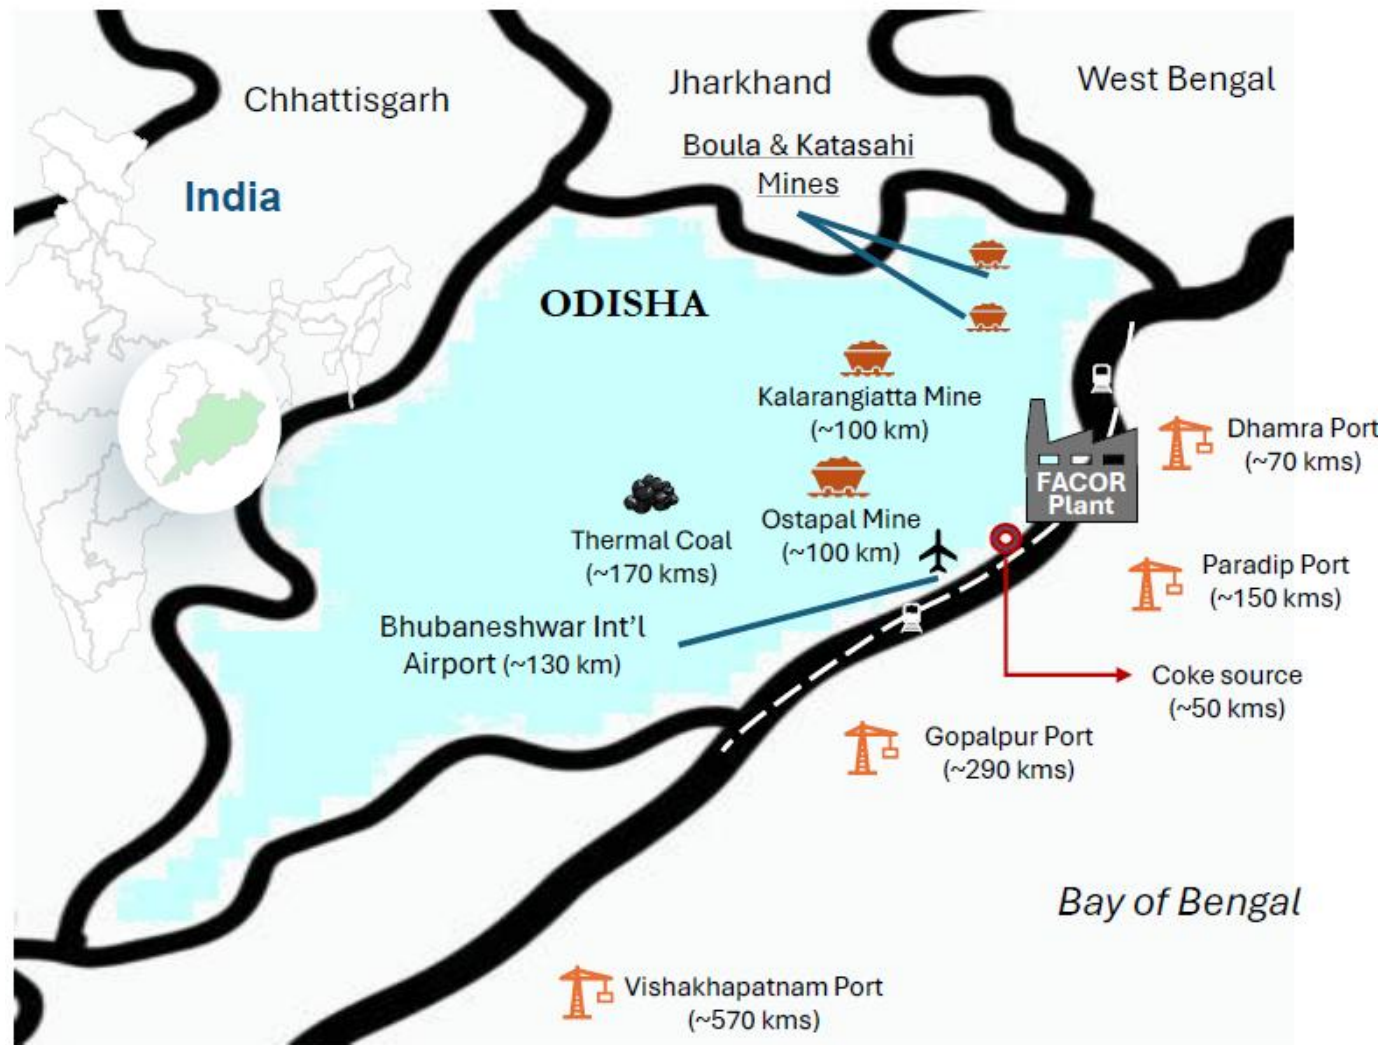 Chhattisgarh
Jharkhand
West Bengal
Boula & Katasahi
Mines
India
ODISHA
Kalarangiatta Mine
(~100 km)
Dhamra Port
(~70 kms)
FACOR
Plant
Thermal Coal
(~170 kms)
Ostapal Mine
(~100 km)
Paradip Port
(~150 kms)
Bhubaneshwar Int’l
Airport (~130 km)
Coke source
(~50 kms)
Gopalpur Port
(~290 kms)
Bay of Bengal
Vishakhapatnam Port
(~570 kms)